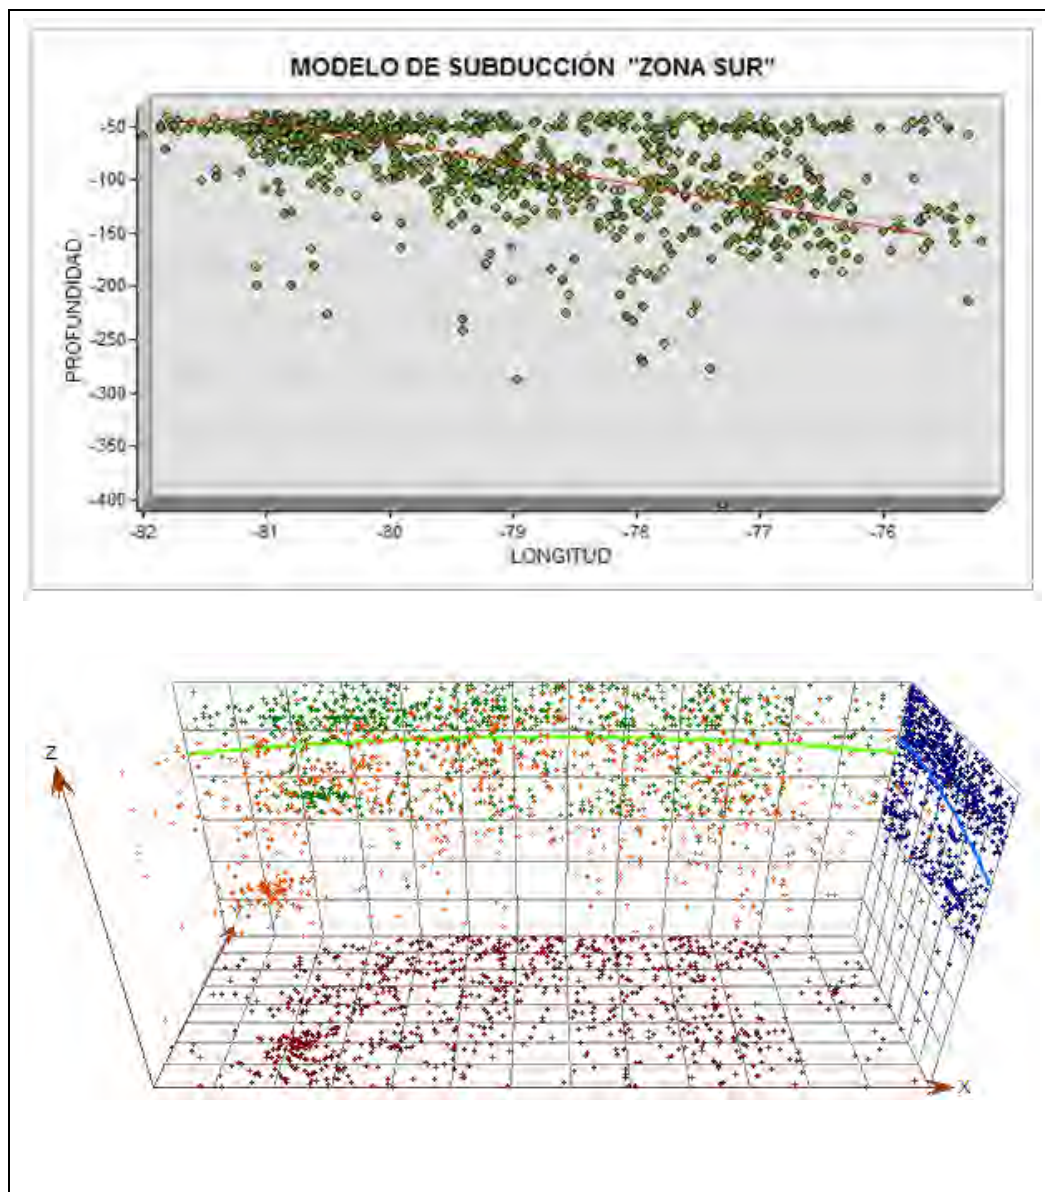 MODELO DE SUBDUCCIÓN "ZONA SUR"
PROFUNDIDAD
-50
-100
-150
-200
-250
-300
-350
-400
-82 -81 -80 -79 -78 -77 -76
LONGITUD
Z
X